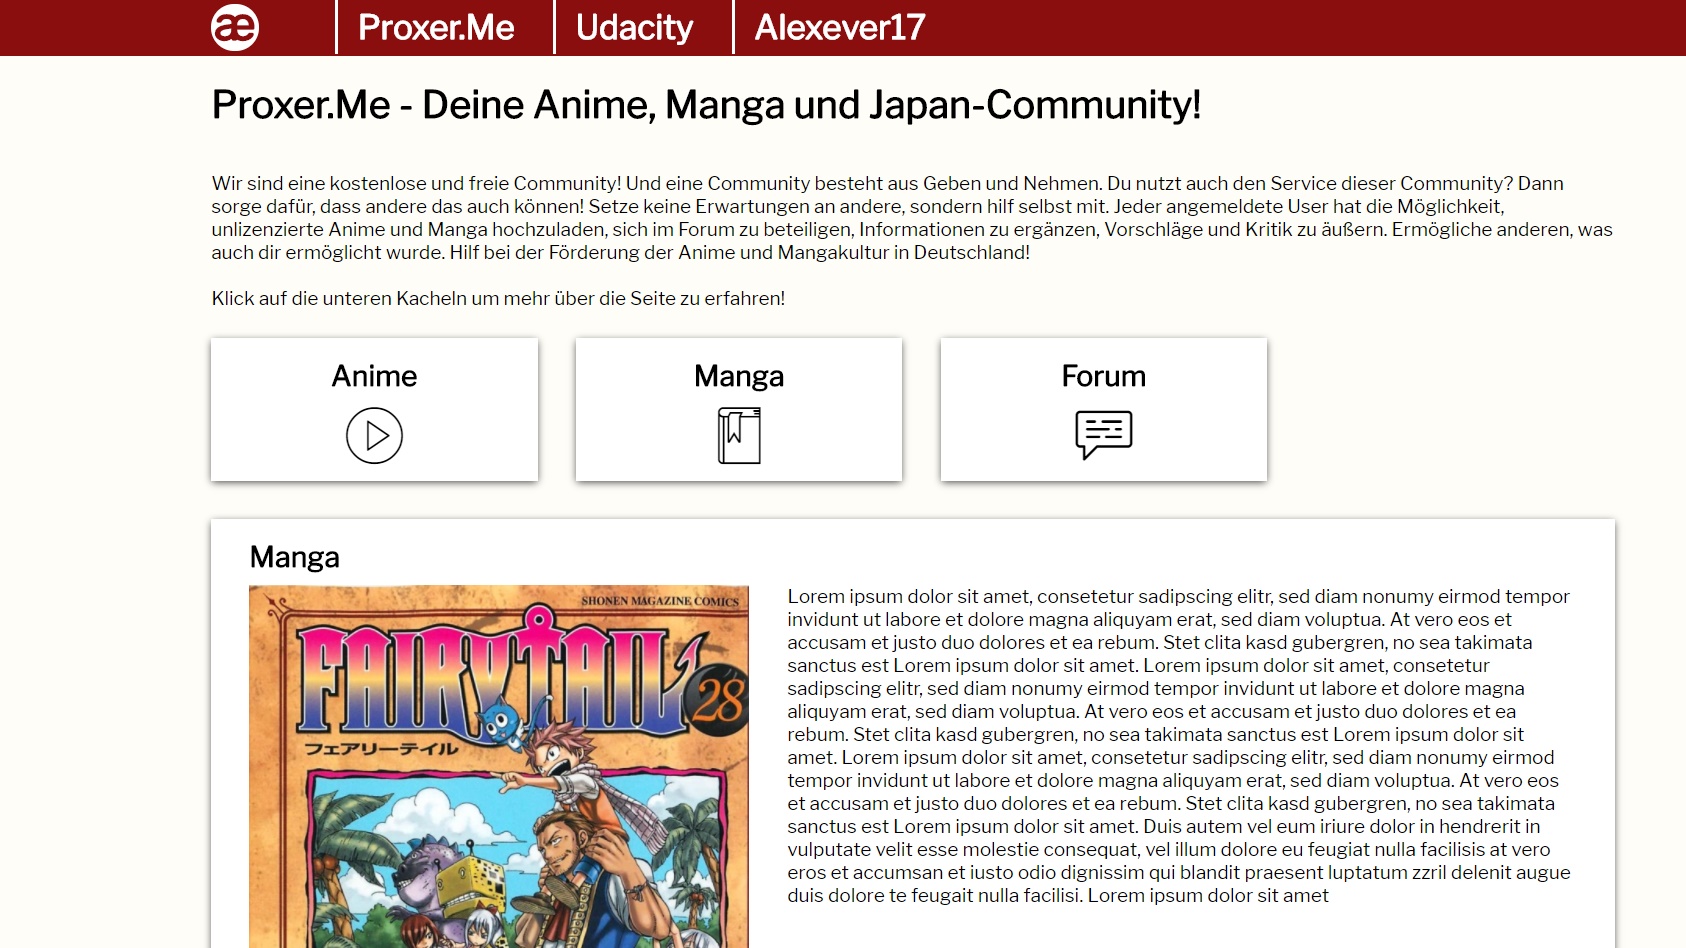 æ
Proxer.Me
Udacity
Alexever17
Proxer.Me - Deine Anime, Manga und Japan-Community!
Wir sind eine kostenlose und freie Community! Und eine Community besteht aus Geben und Nehmen. Du nutzt auch den Service dieser Community? Dann
sorge dafür, dass andere das auch können! Setze keine Erwartungen an andere, sondern hilf selbst mit. Jeder angemeldete User hat die Möglichkeit,
unlizenzierte Anime und Manga hochzuladen, sich im Forum zu beteiligen, Informationen zu ergänzen, Vorschläge und Kritik zu äußern. Ermögliche anderen, was
auch dir ermöglicht wurde. Hilf bei der Förderung der Anime und Mangakultur in Deutschland!
Klick auf die unteren Kacheln um mehr über die Seite zu erfahren!
Anime
Manga
Forum
Manga
SHONEN MAGAZINE COMICS
FAIRY TAIL
28
フェアリーテイル
Lorem ipsum dolor sit amet, consetetur sadipscing elitr, sed diam nonumy eirmod tempor
invidunt ut labore et dolore magna aliquyam erat, sed diam voluptua. At vero eos et
accusam et justo duo dolores et ea rebum. Stet clita kasd gubergren, no sea takimata
sanctus est Lorem ipsum dolor sit amet. Lorem ipsum dolor sit amet, consetetur
sadipscing elitr, sed diam nonumy eirmod tempor invidunt ut labore et dolore magna
aliquyam erat, sed diam voluptua. At vero eos et accusam et justo duo dolores et ea
rebum. Stet clita kasd gubergren, no sea takimata sanctus est Lorem ipsum dolor sit
amet. Lorem ipsum dolor sit amet, consetetur sadipscing elitr, sed diam nonumy eirmod
tempor invidunt ut labore et dolore magna aliquyam erat, sed diam voluptua. At vero eos
et accusam et justo duo dolores et ea rebum. Stet clita kasd gubergren, no sea takimata
sanctus est Lorem ipsum dolor sit amet. Duis autem vel eum iriure dolor in hendrerit in
vulputate velit esse molestie consequat, vel illum dolore eu feugiat nulla facilisis at vero
eros et accumsan et iusto odio dignissim qui blandit praesent luptatum zzril delenit augue
duis dolore te feugait nulla facilisi. Lorem ipsum dolor sit amet